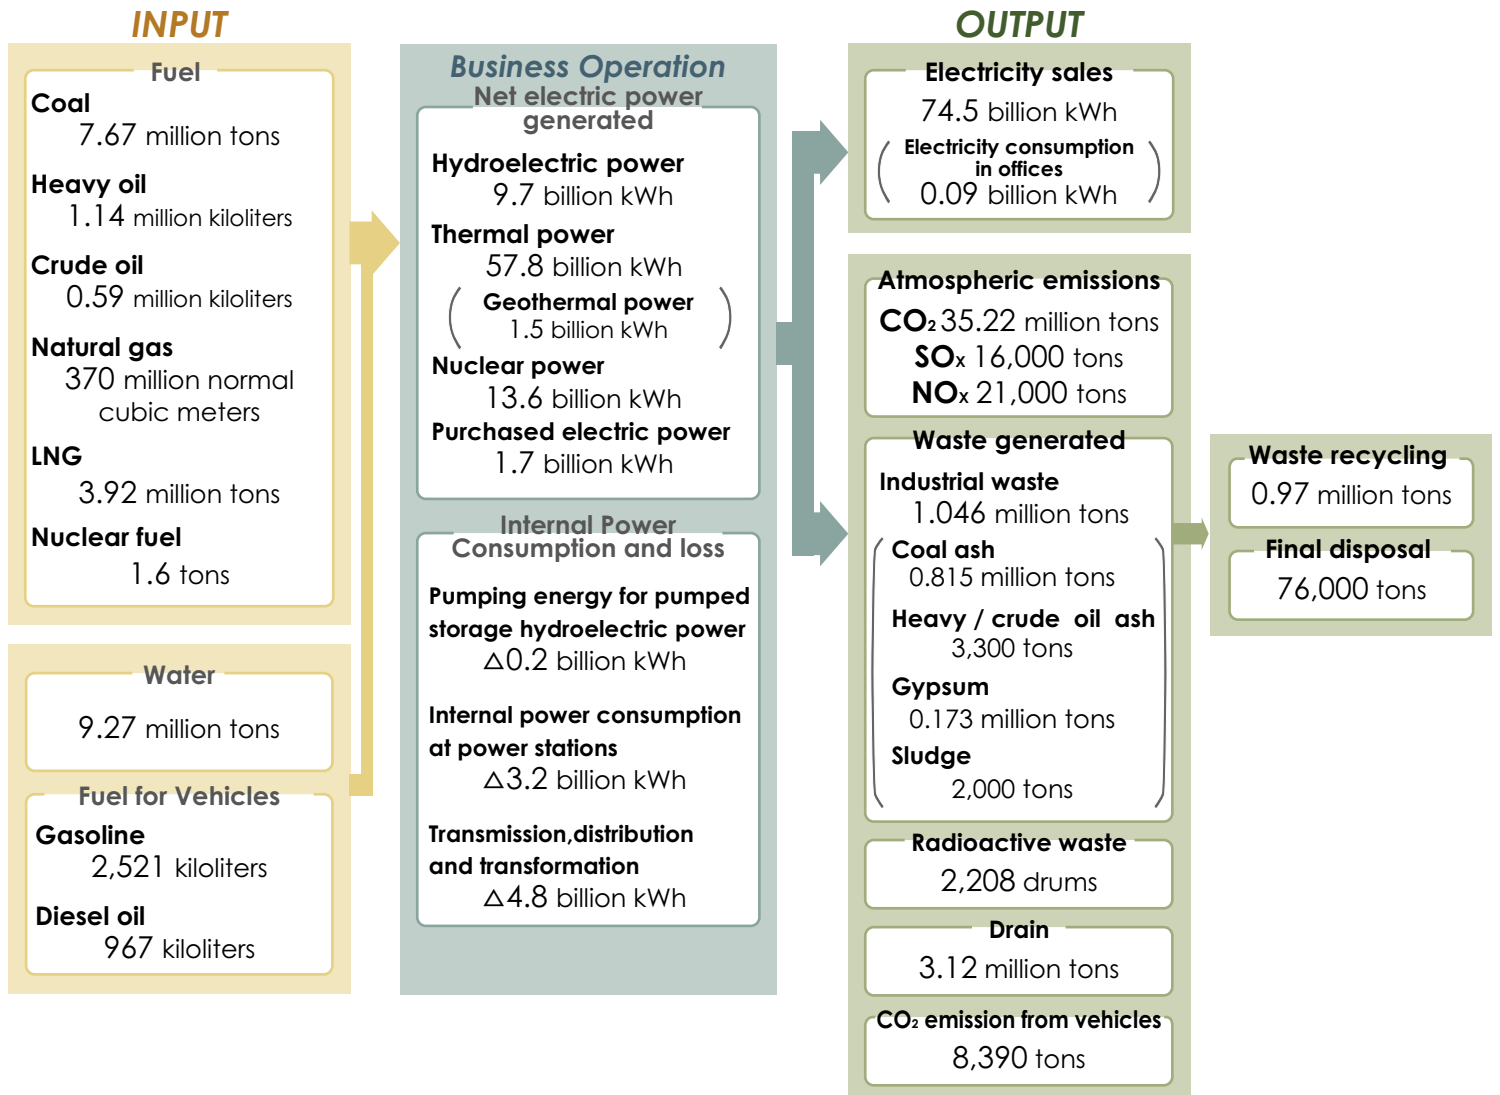 INPUT
Fuel
Coal
7.67 million tons
Heavy oil
1.14 million kiloliters
Crude oil
0.59 million kiloliters
Natural gas
370 million normal
cubic meters
LNG
3.92 million tons
Nuclear fuel
1.6 tons
Water
9.27 million tons
Fuel for Vehicles
Gasoline
2,521 kiloliters
Diesel oil
967 kiloliters
Business Operation
Net electric power
generated
Hydroelectric power
9.7 billion kWh
Thermal power
57.8 billion kWh
( Geothermal power
1.5 billion kWh )
Nuclear power
13.6 billion kWh
Purchased electric power
1.7 billion kWh
Internal Power
Consumption and loss
Pumping energy for pumped
storage hydroelectric power
△0.2 billion kWh
Internal power consumption
at power stations
△3.2 billion kWh
Transmission,distribution
and transformation
△4.8 billion kWh
OUTPUT
Electricity sales
74.5 billion kWh
( Electricity consumption
in offices
0.09 billion kWh )
Atmospheric emissions
CO₂ 35.22 million tons
SOx 16,000 tons
NOx 21,000 tons
Waste generated
Industrial waste
1.046 million tons
( Coal ash
0.815 million tons
Heavy / crude oil ash
3,300 tons
Gypsum
0.173 million tons
Sludge
2,000 tons )
Radioactive waste
2,208 drums
Drain
3.12 million tons
CO₂ emission from vehicles
8,390 tons
Waste recycling
0.97 million tons
Final disposal
76,000 tons